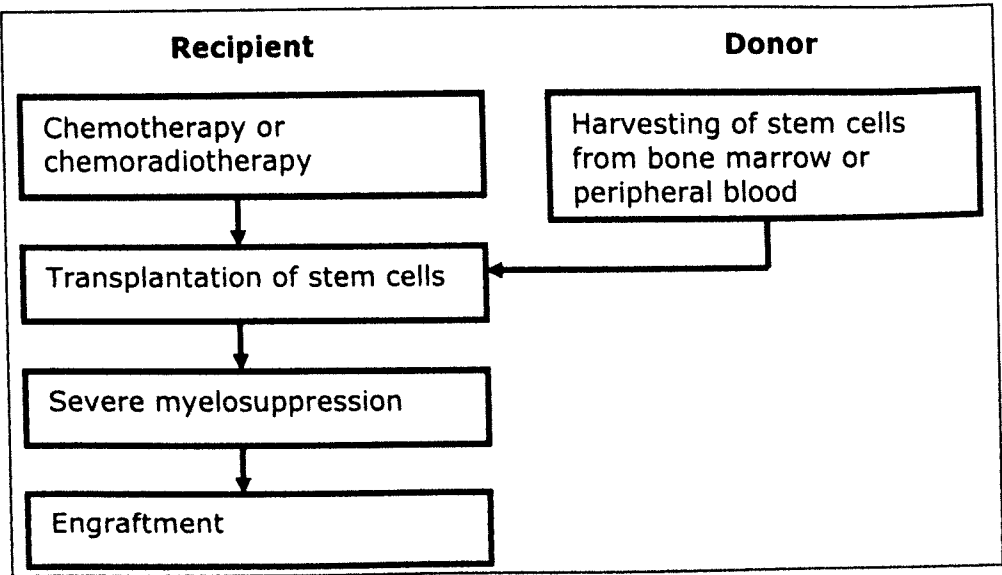 Recipient
Donor
Chemotherapy or
chemoradiotherapy
Harvesting of stem cells
from bone marrow or
peripheral blood
Transplantation of stem cells
Severe myelosuppression
Engraftment